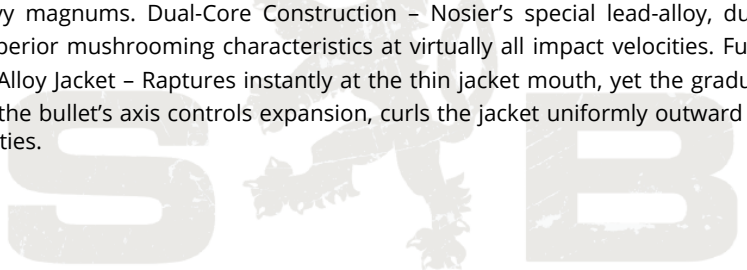 vy magnums. Dual-Core Construction – Nosier’s special lead-alloy, du
perior mushrooming characteristics at virtually all impact velocities. Fu
Alloy Jacket – Raptures instantly at the thin jacket mouth, yet the gradu
the bullet’s axis controls expansion, curls the jacket uniformly outward
ties.
S B